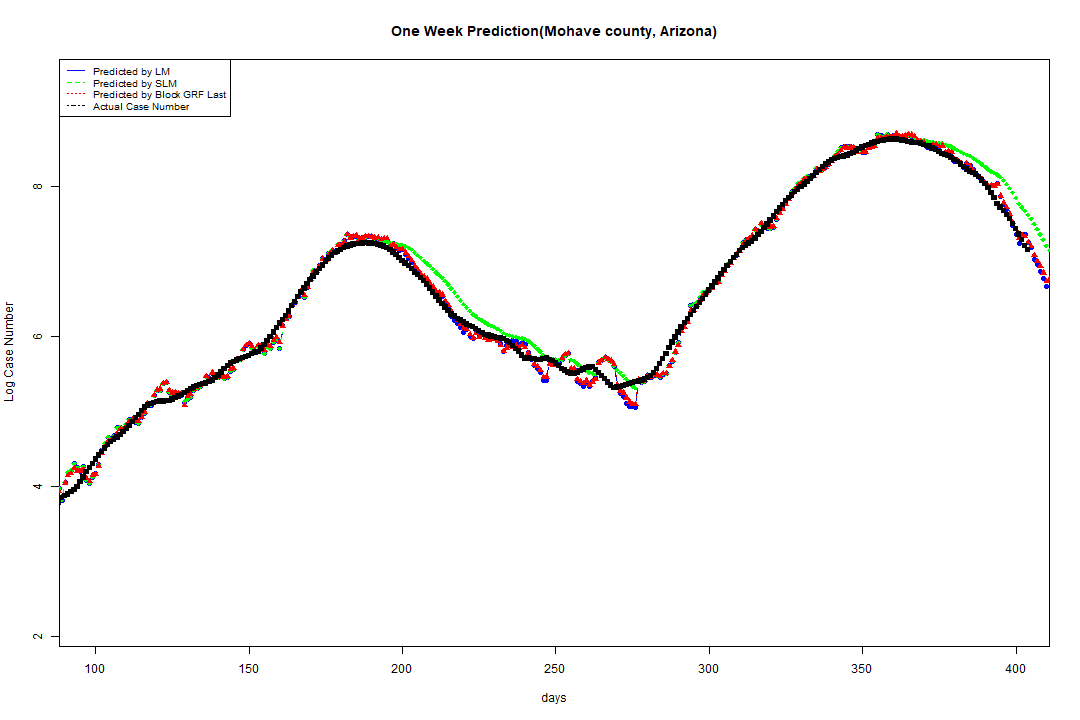 One Week Prediction(Mohave county, Arizona)
Predicted by LM
Predicted by SLM
Predicted by Block GRF Last
Actual Case Number
Log Case Number
8
6
4
2
100 150 200 250 300 350 400
days